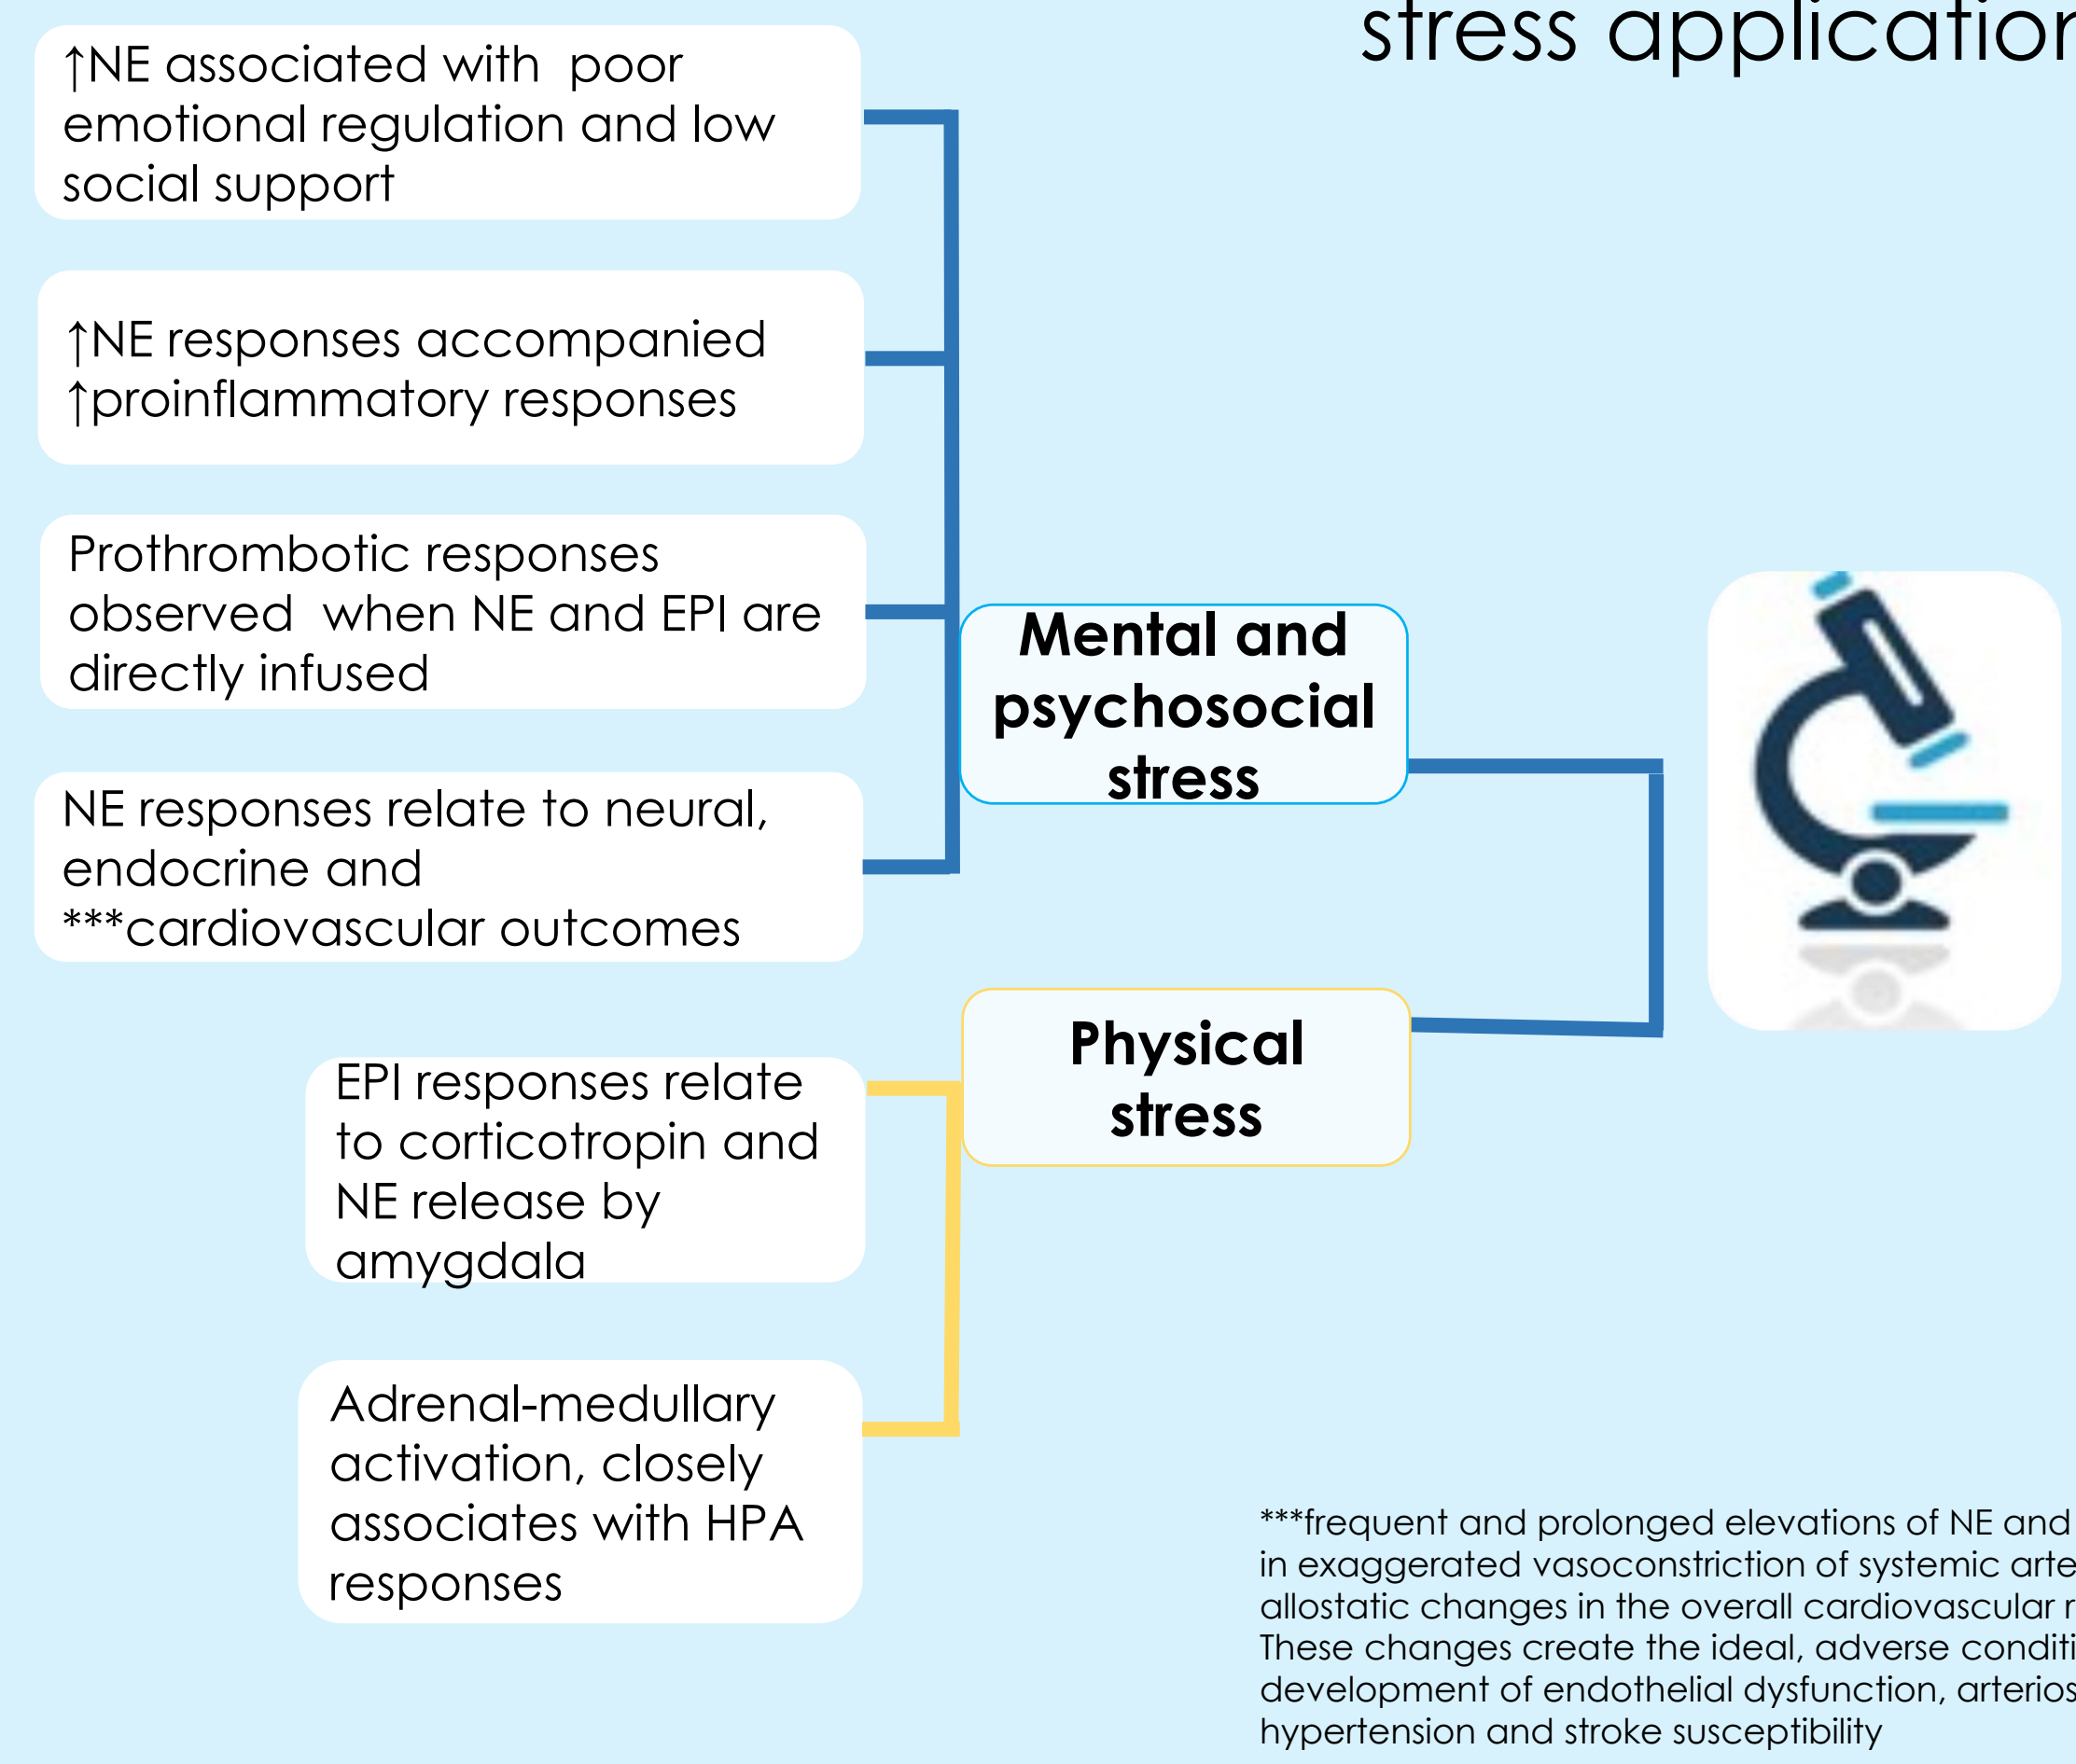 stress application
↑NE associated with poor
emotional regulation and low
social support
↑NE responses accompanied
↑proinflammatory responses
Prothrombotic responses
observed when NE and EPI are
directly infused
NE responses relate to neural,
endocrine and
***cardiovascular outcomes
Mental and
psychosocial
stress
Physical
stress
EPI responses relate
to corticotropin and
NE release by
amygdala
Adrenal-medullary
activation, closely
associates with HPA
responses
***frequent and prolonged elevations of NE and
in exaggerated vasoconstriction of systemic
allostatic changes in the overall cardiovascular
These changes create the ideal, adverse
development of endothelial dysfunction,
hypertension and stroke susceptibility